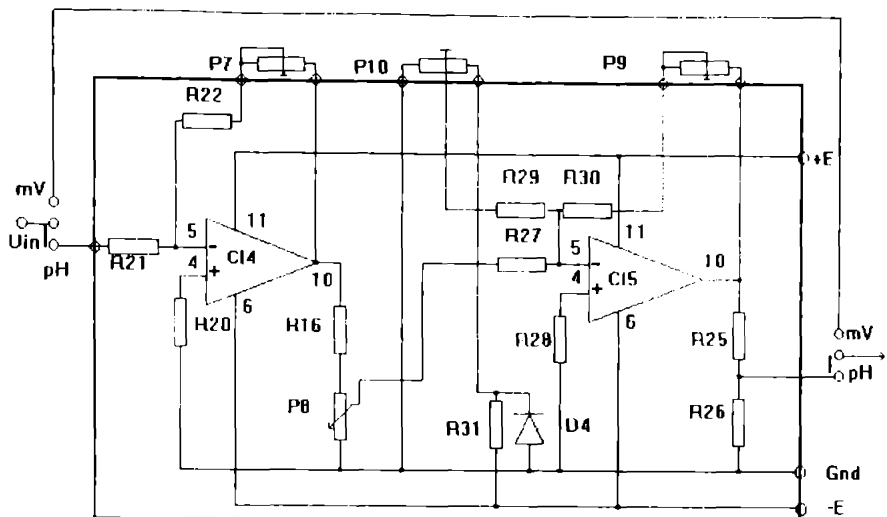 P7
P10
P9
R22
+E
mV
R29
R30
Uin
5
11
11
R21
-
R27
5
-
pH
4
CI4
4
10
+
10
+
CI5
mV
6
6
R20
R16
R28
R25
pH
P8
R31
D4
R26
Gnd
-E